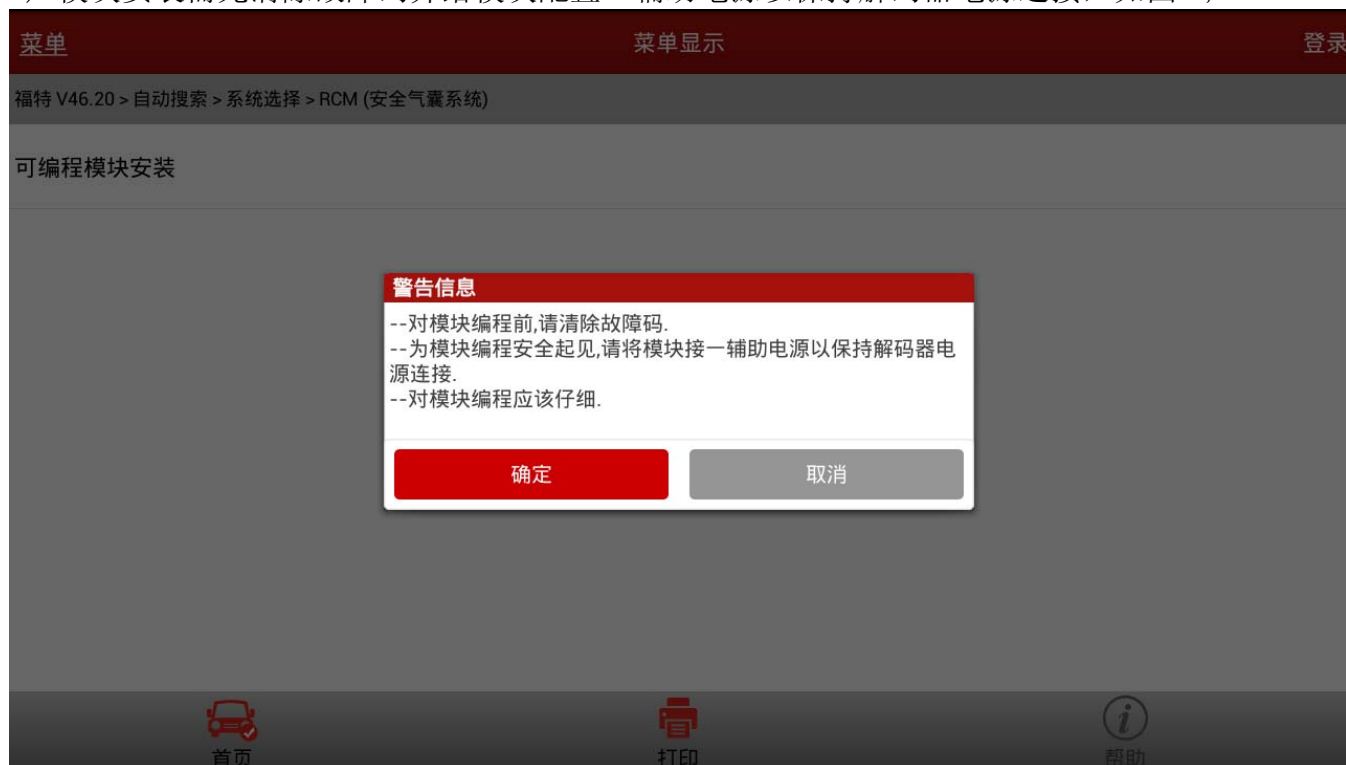 菜单
菜单显示
登录
福特 V46.20 > 自动搜索 > 系统选择 > RCM (安全气囊系统)
可编程模块安装
警告信息
--对模块编程前,请清除故障码.
--为模块编程安全起见,请将模块接一辅助电源以保持解码器电
源连接.
--对模块编程应该仔细.
确定
取消
首页
打印
帮助